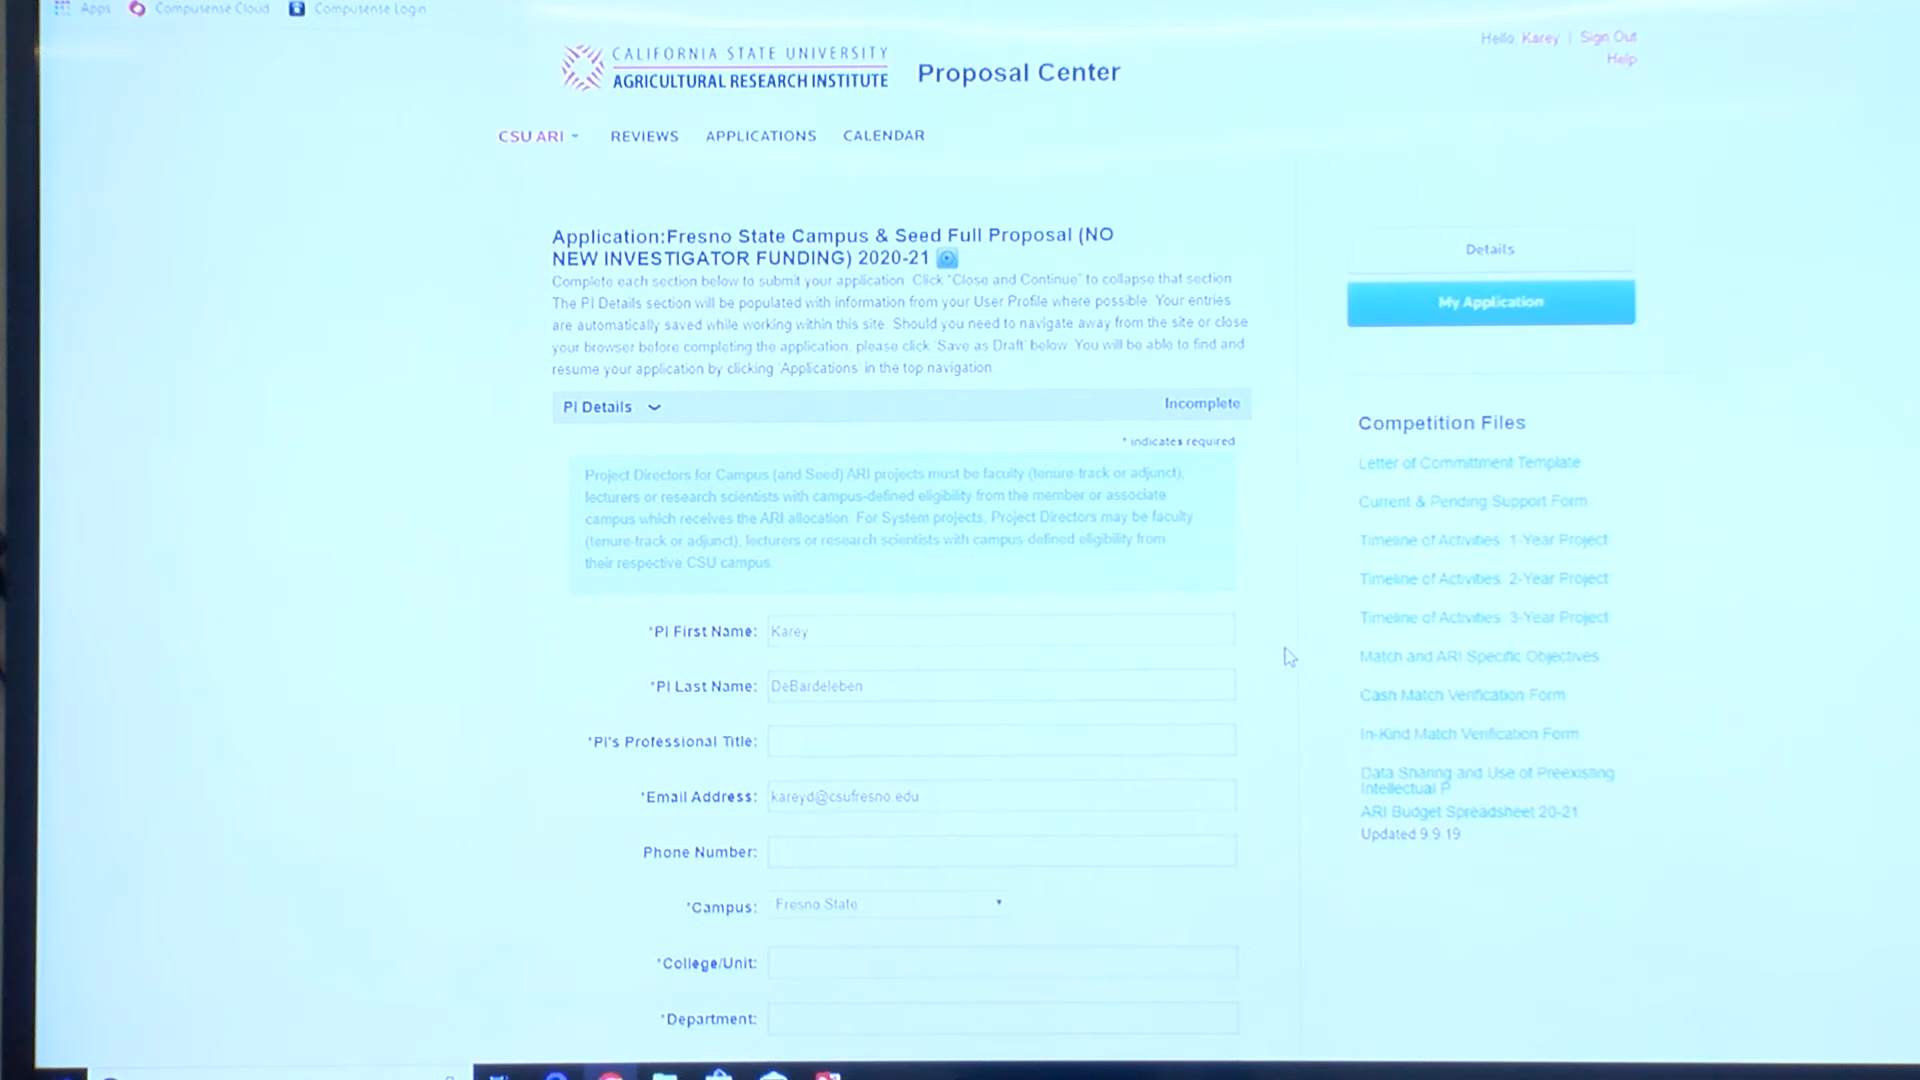 Apps Compusense Cloud Compusense Login
Hello, Karey | Sign Out
Help
CALIFORNIA STATE UNIVERSITY
AGRICULTURAL RESEARCH INSTITUTE
Proposal Center
CSU ARI REVIEWS APPLICATIONS CALENDAR
Application:Fresno State Campus & Seed Full Proposal (NO
NEW INVESTIGATOR FUNDING) 2020-21
Complete each section below to submit your application. Click "Close and Continue" to collapse that section.
The PI Details section will be populated with information from your User Profile where possible. Your entries
are automatically saved while working within this site. Should you need to navigate away from the site or close
your browser before completing the application, please click 'Save as Draft' below. You will be able to find and
resume your application by clicking 'Applications' in the top navigation.
PI Details Incomplete
* indicates required
Project Directors for Campus (and Seed) ARI projects must be faculty (tenure-track or adjunct),
lecturers or research scientists with campus-defined eligibility from the member or associate
campus which receives the ARI allocation. For System projects, Project Directors may be faculty
(tenure-track or adjunct), lecturers or research scientists with campus-defined eligibility from
their respective CSU campus.
*PI First Name: Karey
*PI Last Name: DeBardeleben
*PI's Professional Title:
*Email Address: kareyd@csufresno.edu
Phone Number:
*Campus: Fresno State
*College/Unit:
*Department:
Details
My Application
Competition Files
Letter of Committment Template
Current & Pending Support Form
Timeline of Activities: 1-Year Project
Timeline of Activities: 2-Year Project
Timeline of Activities: 3-Year Project
Match and ARI Specific Objectives
Cash Match Verification Form
In-Kind Match Verification Form
Data Sharing and Use of Preexisting
Intellectual P
ARI Budget Spreadsheet 20-21
Updated 9.9.19